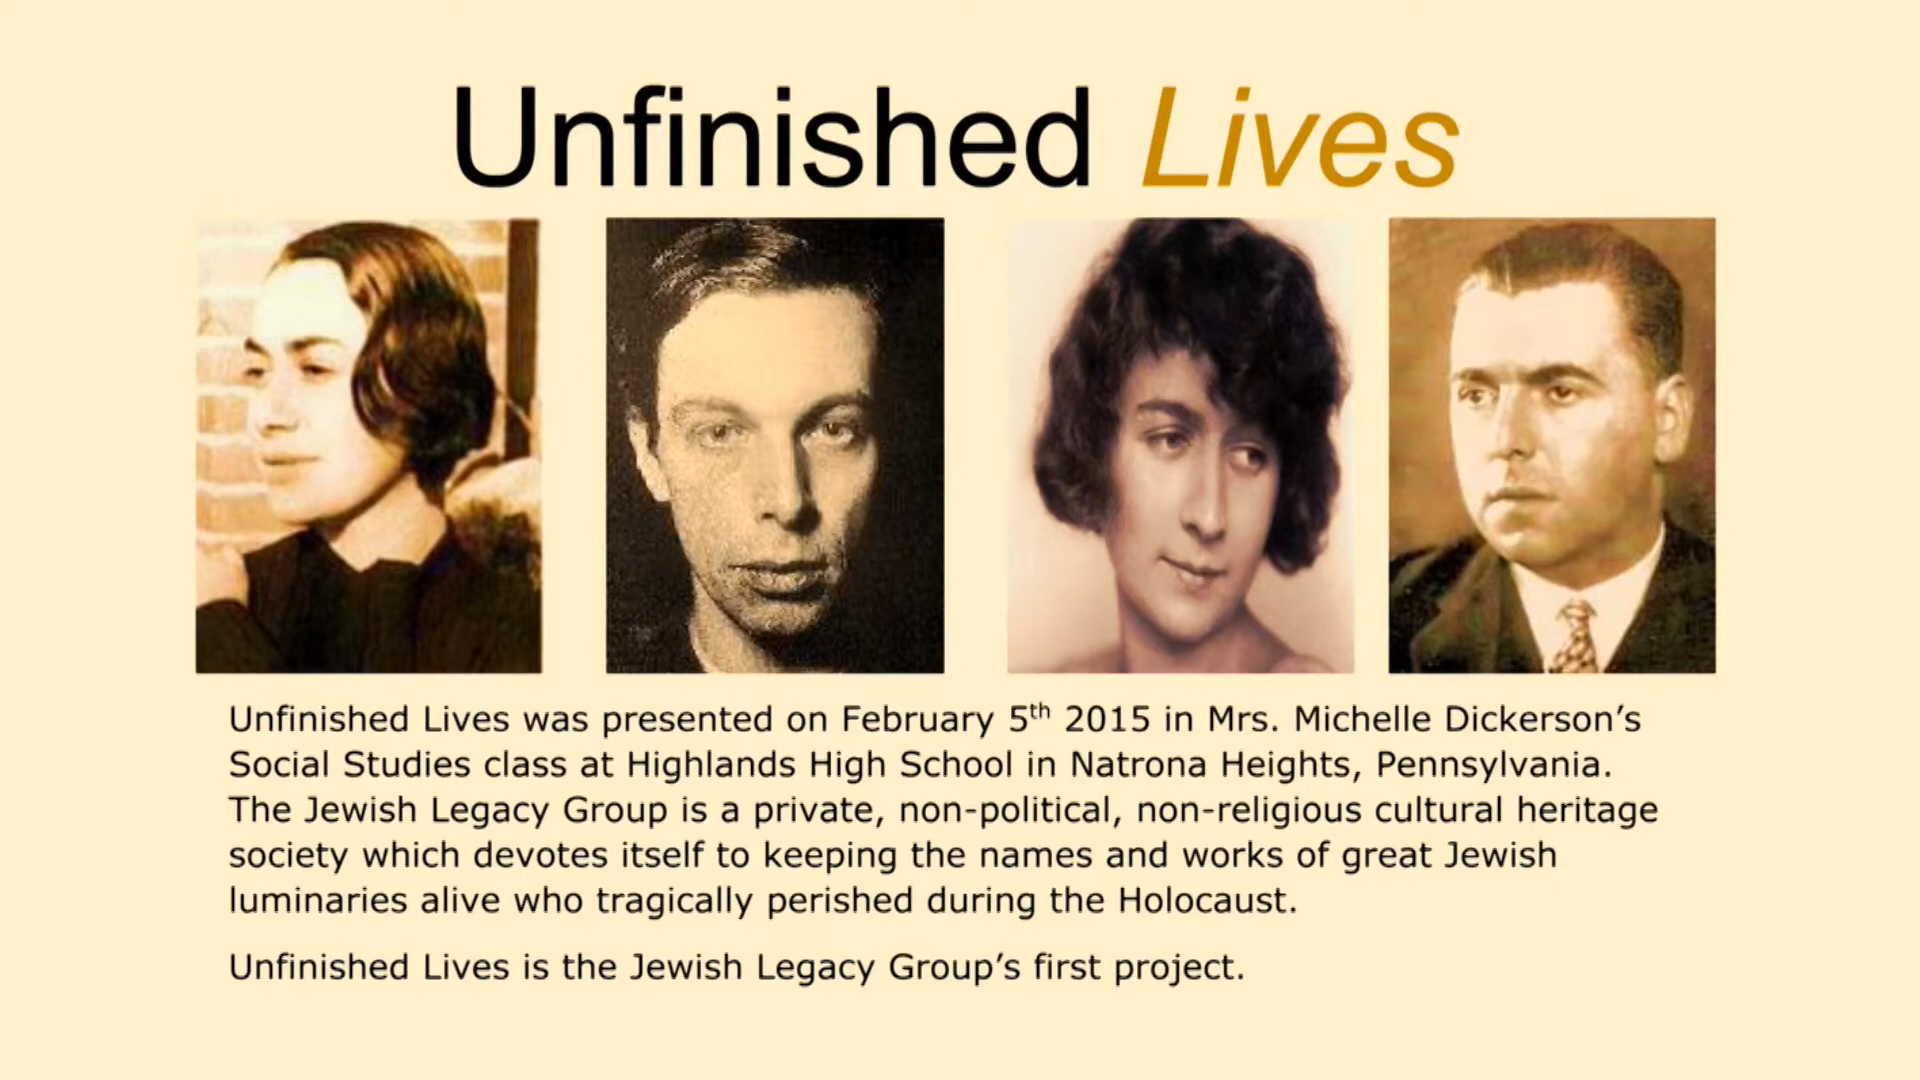 Unfinished Lives
Unfinished Lives was presented on February 5th 2015 in Mrs. Michelle Dickerson’s
Social Studies class at Highlands High School in Natrona Heights, Pennsylvania.
The Jewish Legacy Group is a private, non-political, non-religious cultural heritage
society which devotes itself to keeping the names and works of great Jewish
luminaries alive who tragically perished during the Holocaust.
Unfinished Lives is the Jewish Legacy Group’s first project.